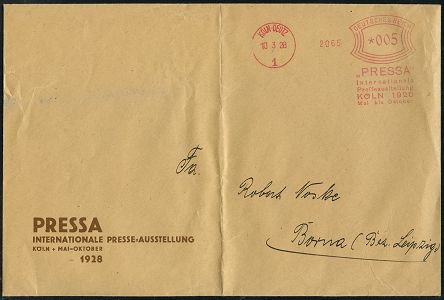 KÖLN-DEUTZ
10.3.28
1
2065
DEUTSCHES REICH
*005
„PRESSA"
Internationale
Presseausstellung
KÖLN 1928
Mai bis Oktober
Fa.
Robert Noske
Borna (Bez. Leipzig)
PRESSA
INTERNATIONALE PRESSE-AUSSTELLUNG
KÖLN + MAI-OKTOBER
1928